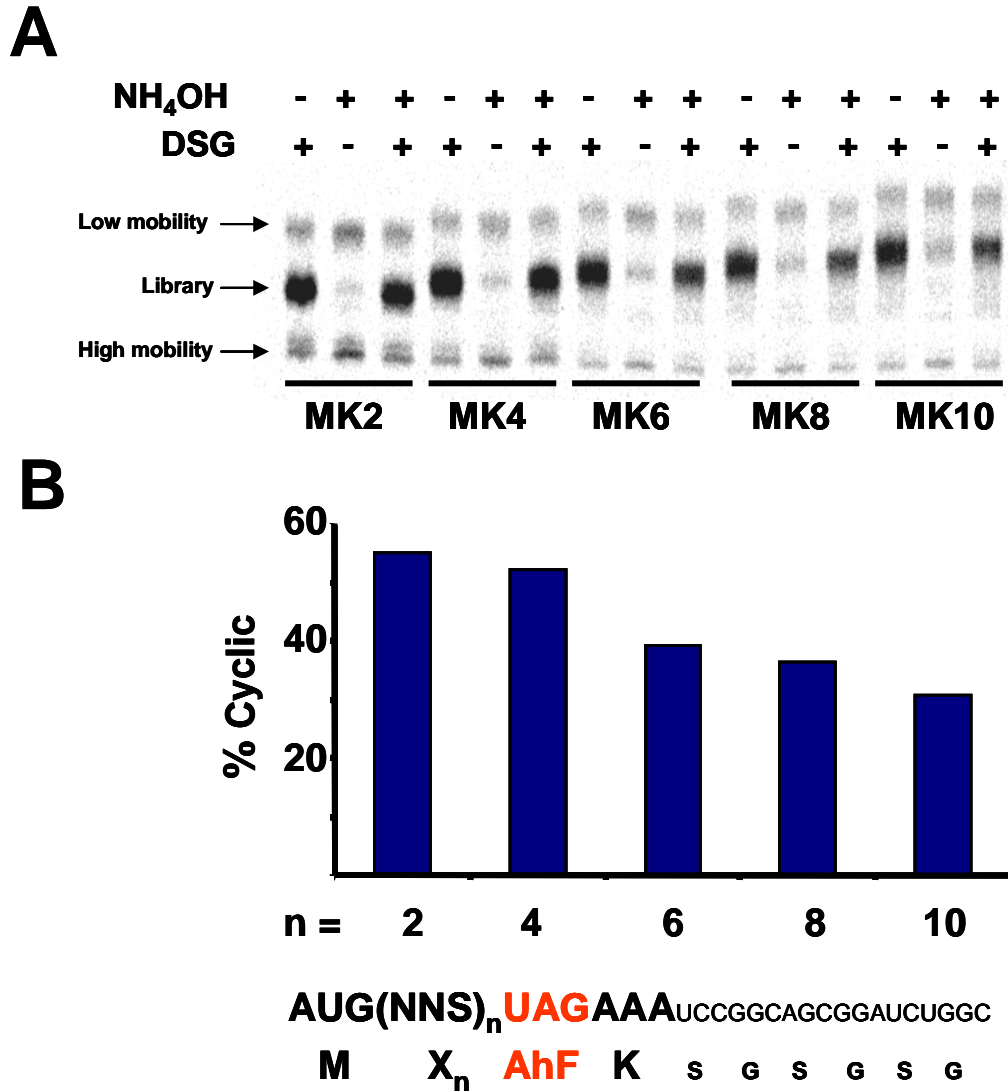 A
NH4OH - + + - + + - + + - + + - + +
DSG + - + + - + + - + + - + + - +
Low mobility
Library
High mobility
MK2 MK4 MK6 MK8 MK10
B
60
40
20
% Cyclic
n = 2 4 6 8 10
AUG(NNS)nUAGAAAUCCGGCAGCGGAUCUGGC
M Xn AhF K S G S G S G